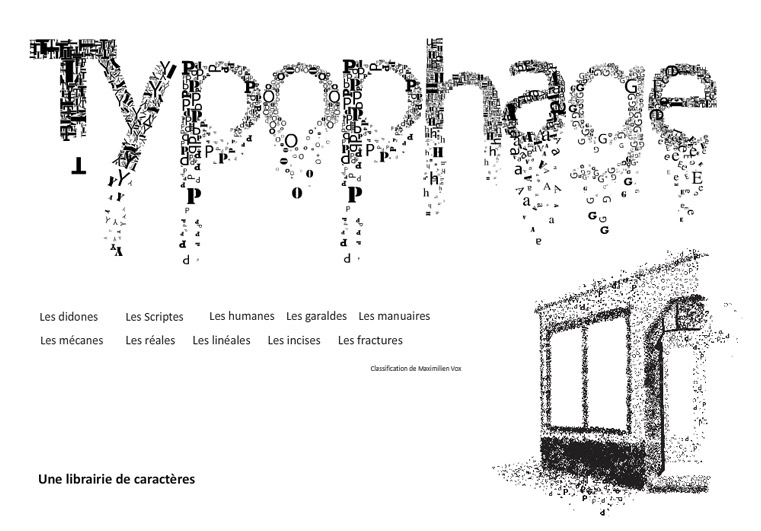 Typophage
Les didones Les Scriptes Les humanes Les garaldes Les manuaires
Les mécanes Les réales Les linéales Les incises Les fractures
Classification de Maximilien Vox
Une librairie de caractères